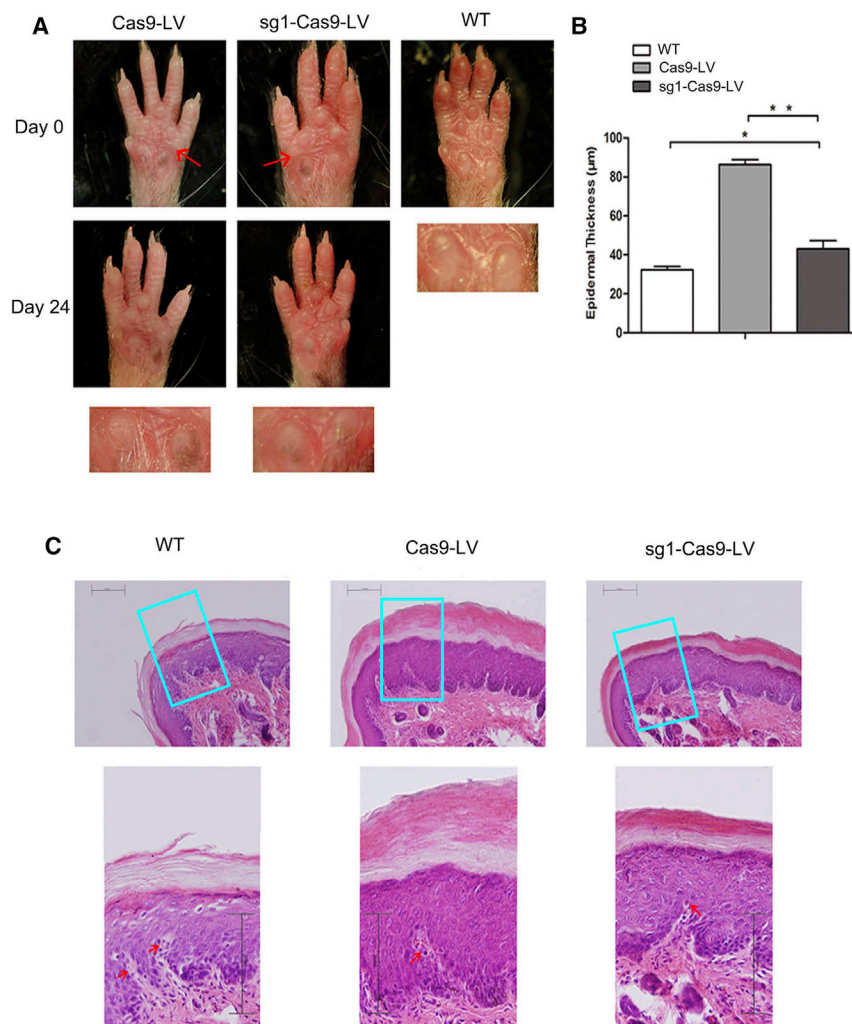 A
Cas9-LV
sg1-Cas9-LV
WT
Day 0
Day 24
B
WT
Cas9-LV
sg1-Cas9-LV
* *
*
Epidermal Thickness (μm)
100
80
60
40
20
0
C
WT
Cas9-LV
sg1-Cas9-LV